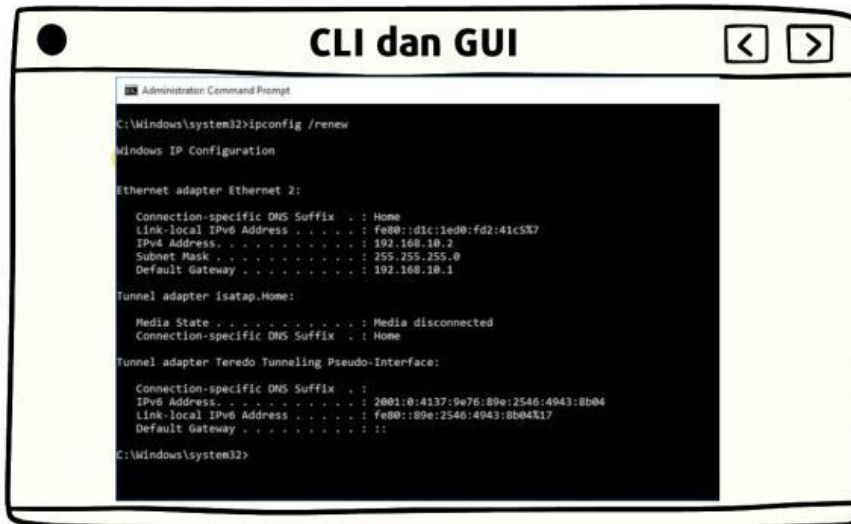 CLI dan GUI
Administrator: Command Prompt
C:\Windows\system32>ipconfig /renew
Windows IP Configuration
Ethernet adapter Ethernet 2:
Connection-specific DNS Suffix . : Home
Link-local IPv6 Address . . . . . : fe80::d1c:1ed0:fd2:41c5%7
IPv4 Address. . . . . . . . . . . : 192.168.10.2
Subnet Mask . . . . . . . . . . . : 255.255.255.0
Default Gateway . . . . . . . . . : 192.168.10.1
Tunnel adapter isatap.Home:
Media State . . . . . . . . . . . : Media disconnected
Connection-specific DNS Suffix . : Home
Tunnel adapter Teredo Tunneling Pseudo-Interface:
Connection-specific DNS Suffix . :
IPv6 Address. . . . . . . . . . . : 2001:0:4137:9e76:89e:2546:4943:8b04
Link-local IPv6 Address . . . . . : fe80::89e:2546:4943:8b04%17
Default Gateway . . . . . . . . . : ::
C:\Windows\system32>